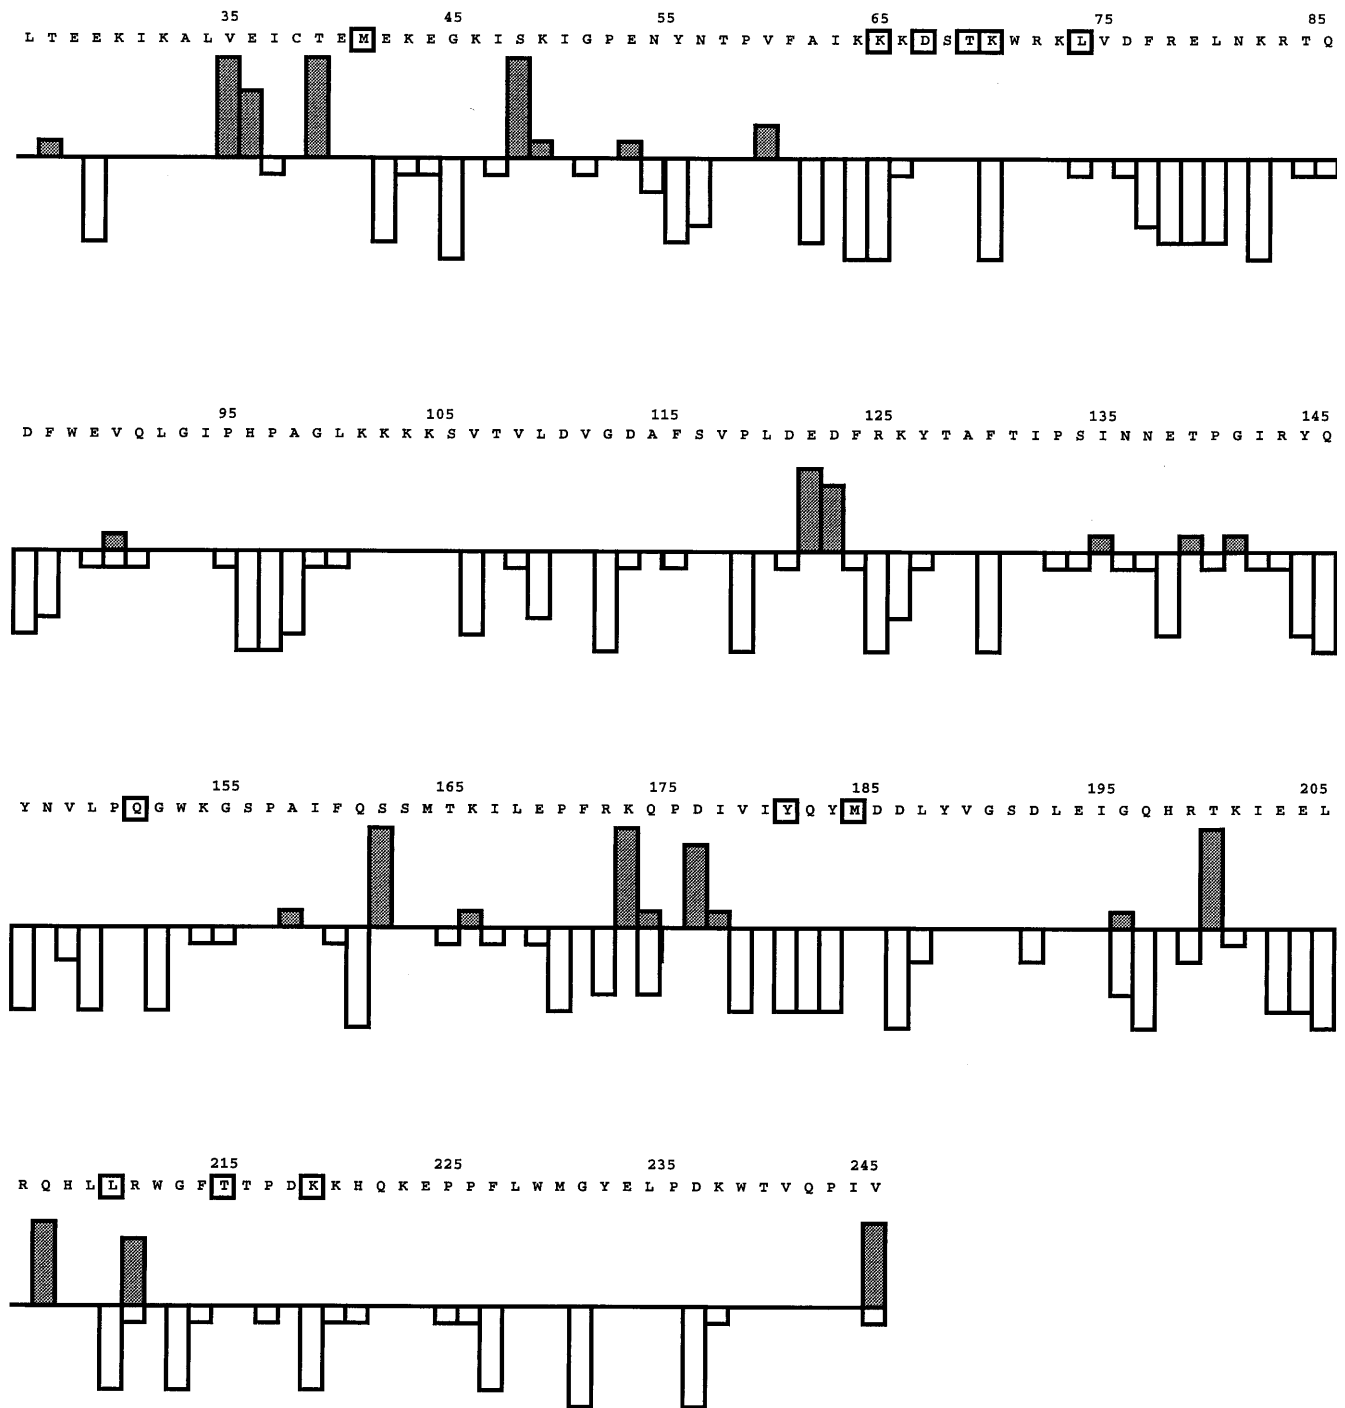 35 45 55 65 75 85
L T E E K I K A L V E I C T E M E K E G K I S K I G P E N Y N T P V F A I K K K D S T K W R K L V D F R E L N K R T Q
95 105 115 125 135 145
D F W E V Q L G I P H P A G L K K K K S V T V L D V G D A F S V P L D E D F R K Y T A F T I P S I N N E T P G I R Y Q
155 165 175 185 195 205
Y N V L P Q G W K G S P A I F Q S S M T K I L E P F R K Q P D I V I Y Q Y M D D L Y V G S D L E I G Q H R T K I E E L
215 225 235 245
R Q H L L R W G F T T P D K K H Q K E P P F L W M G Y E L P D K W T V Q P I V